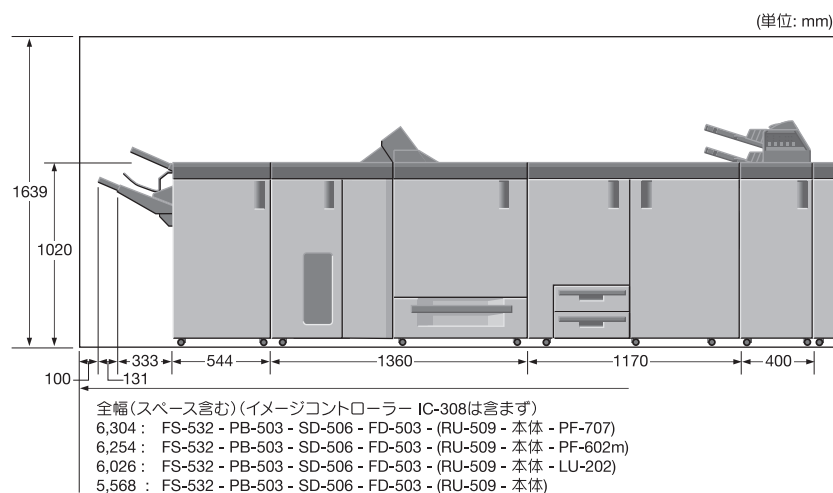 (単位: mm)
1639
1020
333
544
1360
1170
400
100
131
全幅(スペース含む)(イメージコントローラー IC-308は含まず)
6,304 : FS-532 - PB-503 - SD-506 - FD-503 - (RU-509 - 本体 - PF-707)
6,254 : FS-532 - PB-503 - SD-506 - FD-503 - (RU-509 - 本体 - PF-602m)
6,026 : FS-532 - PB-503 - SD-506 - FD-503 - (RU-509 - 本体 - LU-202)
5,568 : FS-532 - PB-503 - SD-506 - FD-503 - (RU-509 - 本体)